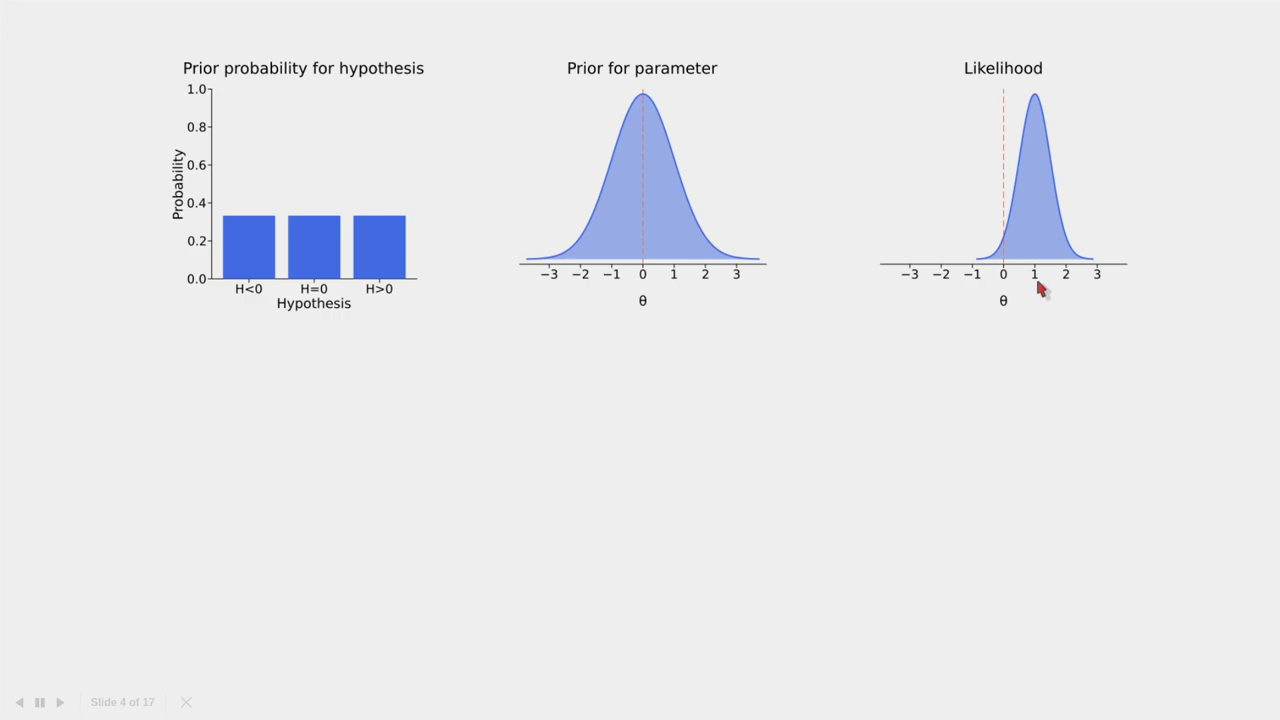 Prior probability for hypothesis
Probability
1.0
0.8
0.6
0.4
0.2
0.0
H<0 H=0 H>0
Hypothesis
Prior for parameter
−3 −2 −1 0 1 2 3
θ
Likelihood
−3 −2 −1 0 1 2 3
θ
Slide 4 of 17